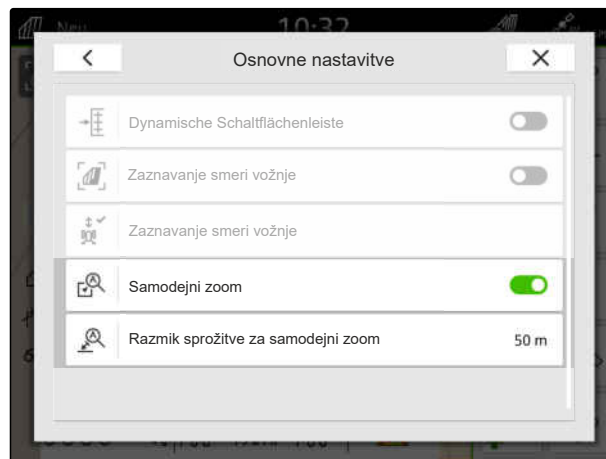 Neu 10:32
Osnovne nastavitve
Dynamische Schaltflächenleiste
Zaznavanje smeri vožnje
Zaznavanje smeri vožnje
Samodejni zoom
Razmik sprožitve za samodejni zoom 50 m